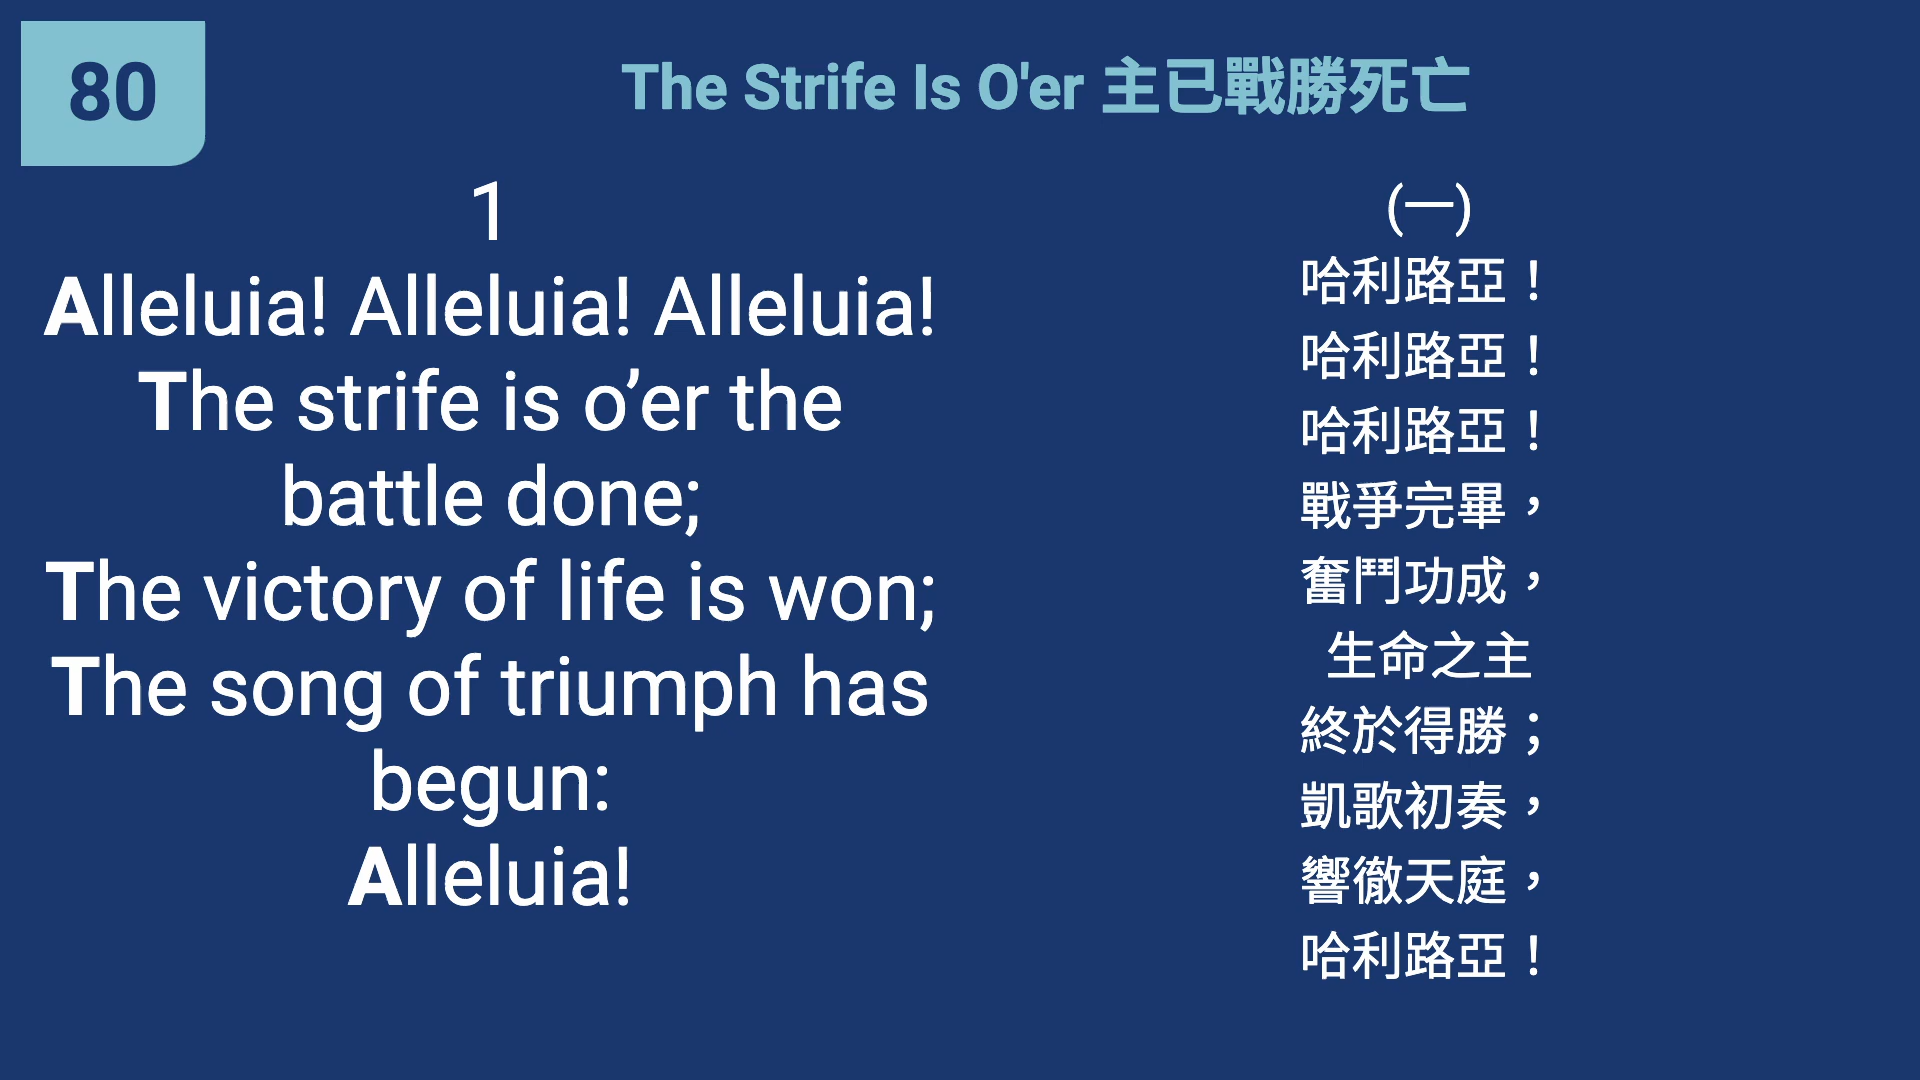 80
The Strife Is O'er 主已戰勝死亡
1
Alleluia! Alleluia! Alleluia!
The strife is o’er the
battle done;
The victory of life is won;
The song of triumph has
begun:
Alleluia!
(一)
哈利路亞！
哈利路亞！
哈利路亞！
戰爭完畢，
奮鬥功成，
生命之主
終於得勝；
凱歌初奏，
響徹天庭，
哈利路亞！